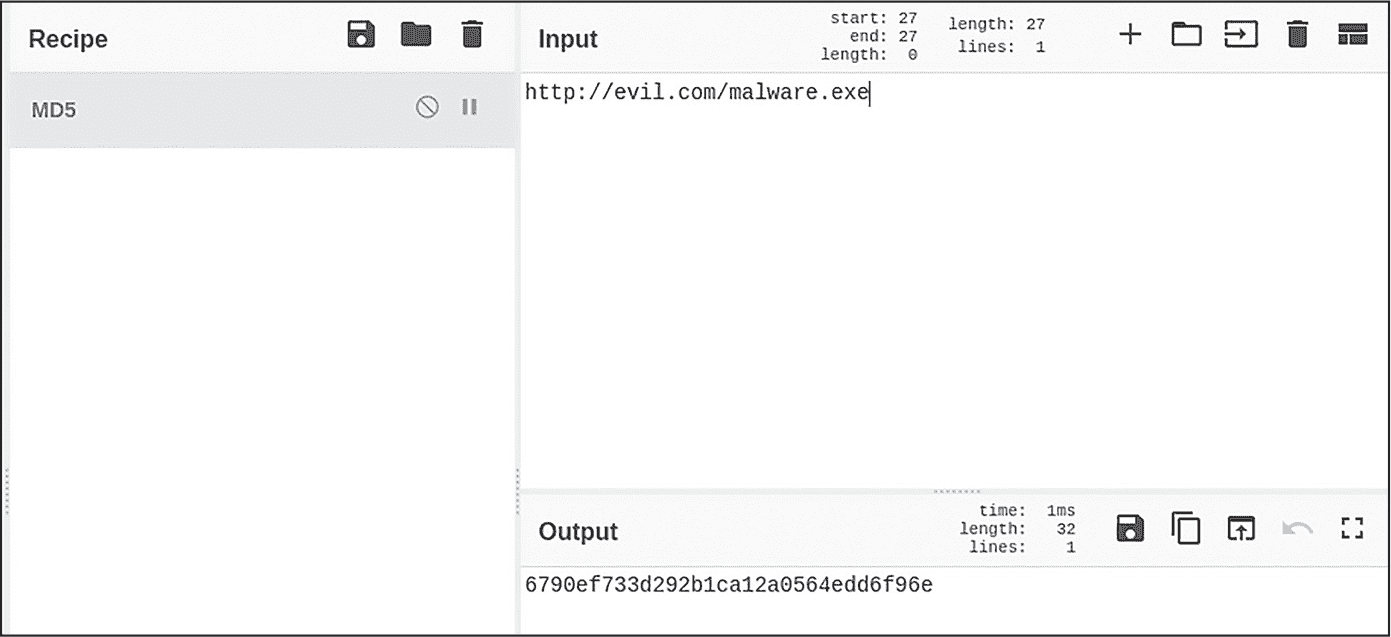 Recipe
MD5
Input
start: 27
end: 27
length: 0
length: 27
lines: 1
http://evil.com/malware.exe
Output
time: 1ms
length: 32
lines: 1
6790ef733d292b1ca12a0564edd6f96e